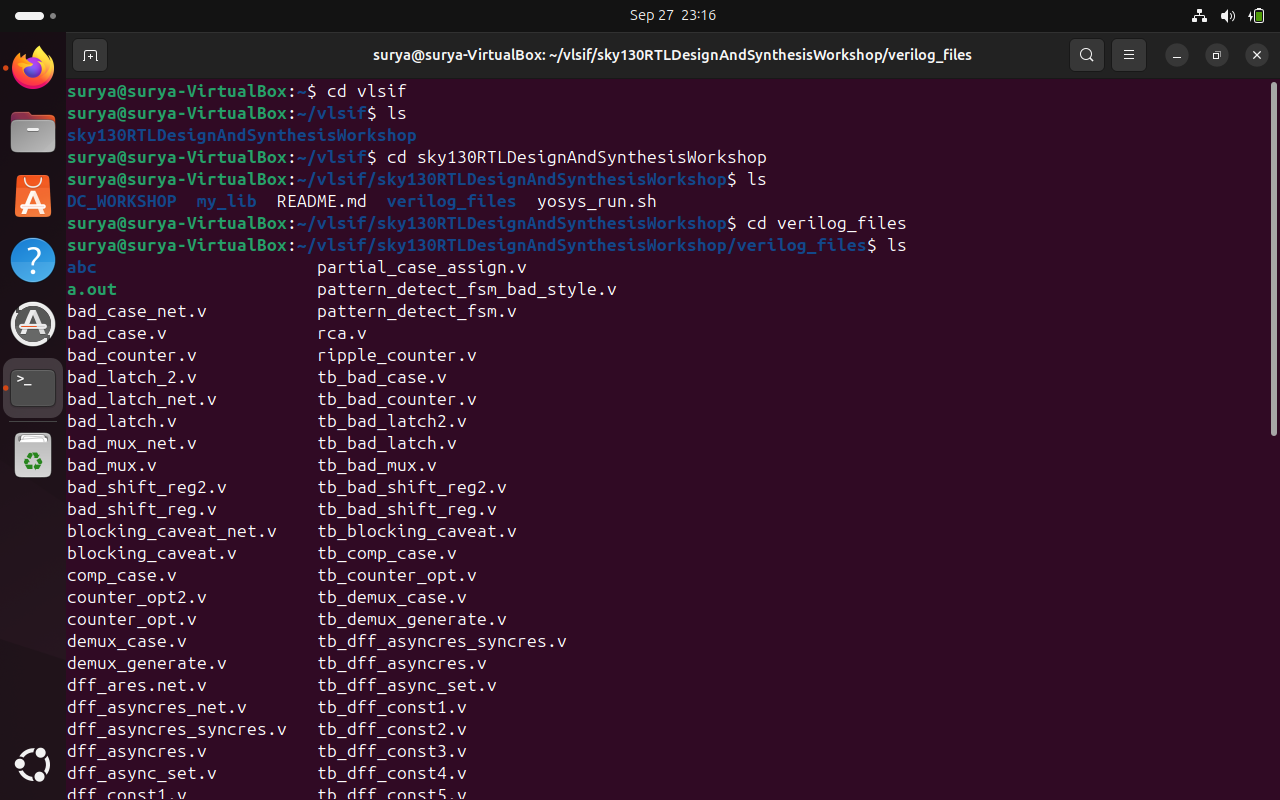 Sep 27 23:16
surya@surya-VirtualBox: ~/vlsif/sky130RTLDesignAndSynthesisWorkshop/verilog_files
surya@surya-VirtualBox:~$ cd vlsif
surya@surya-VirtualBox:~/vlsif$ ls
sky130RTLDesignAndSynthesisWorkshop
surya@surya-VirtualBox:~/vlsif$ cd sky130RTLDesignAndSynthesisWorkshop
surya@surya-VirtualBox:~/vlsif/sky130RTLDesignAndSynthesisWorkshop$ ls
DC_WORKSHOP  my_lib  README.md  verilog_files  yosys_run.sh
surya@surya-VirtualBox:~/vlsif/sky130RTLDesignAndSynthesisWorkshop$ cd verilog_files
surya@surya-VirtualBox:~/vlsif/sky130RTLDesignAndSynthesisWorkshop/verilog_files$ ls
abc                      partial_case_assign.v
a.out                    pattern_detect_fsm_bad_style.v
bad_case_net.v           pattern_detect_fsm.v
bad_case.v               rca.v
bad_counter.v            ripple_counter.v
bad_latch_2.v            tb_bad_case.v
bad_latch_net.v          tb_bad_counter.v
bad_latch.v              tb_bad_latch2.v
bad_mux_net.v            tb_bad_latch.v
bad_mux.v                tb_bad_mux.v
bad_shift_reg2.v         tb_bad_shift_reg2.v
bad_shift_reg.v          tb_bad_shift_reg.v
blocking_caveat_net.v    tb_blocking_caveat.v
blocking_caveat.v        tb_comp_case.v
comp_case.v              tb_counter_opt.v
counter_opt2.v           tb_demux_case.v
counter_opt.v            tb_demux_generate.v
demux_case.v             tb_dff_asyncres_syncres.v
demux_generate.v         tb_dff_asyncres.v
dff_ares.net.v           tb_dff_async_set.v
dff_asyncres_net.v       tb_dff_const1.v
dff_asyncres_syncres.v   tb_dff_const2.v
dff_asyncres.v           tb_dff_const3.v
dff_async_set.v          tb_dff_const4.v
dff_const1.v             tb_dff_const5.v